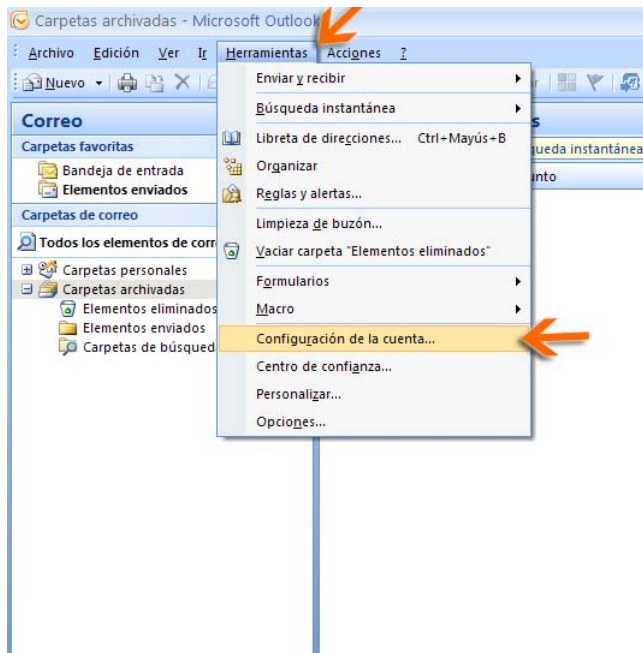 Carpetas archivadas - Microsoft Outlook
Archivo Edición Ver Ir Herramientas Acciones ?
Nuevo
Correo
Carpetas favoritas
Bandeja de entrada
Elementos enviados
Carpetas de correo
Todos los elementos de corr
Carpetas personales
Carpetas archivadas
Elementos eliminados
Elementos enviados
Carpetas de búsqued
Enviar y recibir
Búsqueda instantánea
Libreta de direcciones... Ctrl+Mayús+B
Organizar
Reglas y alertas...
Limpieza de buzón...
Vaciar carpeta "Elementos eliminados"
Formularios
Macro
Configuración de la cuenta...
Centro de confianza...
Personalizar...
Opciones...
s
queda instantánea
unto